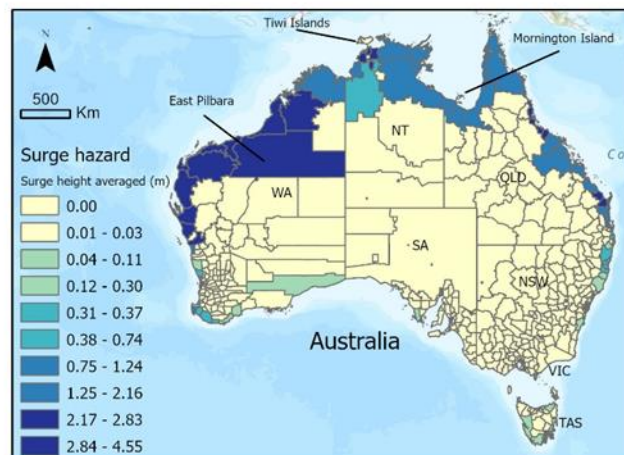 Tiwi Islands
N
Mornington Island
500
Km
East Pilbara
NT
Surge hazard
Surge height averaged (m)
QLD
WA
0.00
0.01 - 0.03
SA
0.04 - 0.11
NSW
0.12 - 0.30
0.31 - 0.37
Australia
0.38 - 0.74
0.75 - 1.24
VIC
1.25 - 2.16
2.17 - 2.83
TAS
2.84 - 4.55